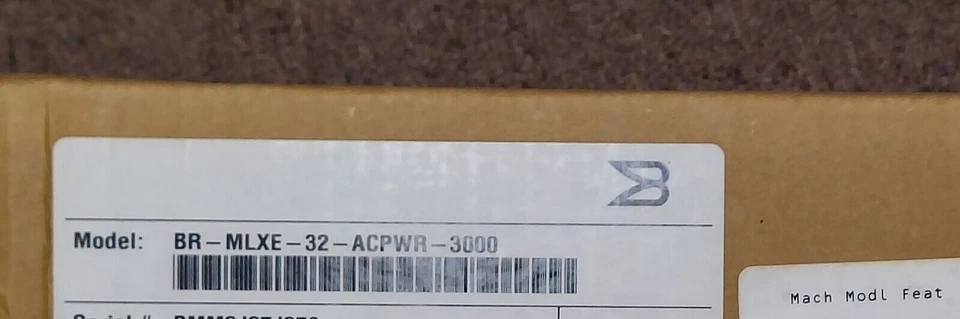 Model: BR-MLXE-32-ACPWR-3000
Mach Modl Feat